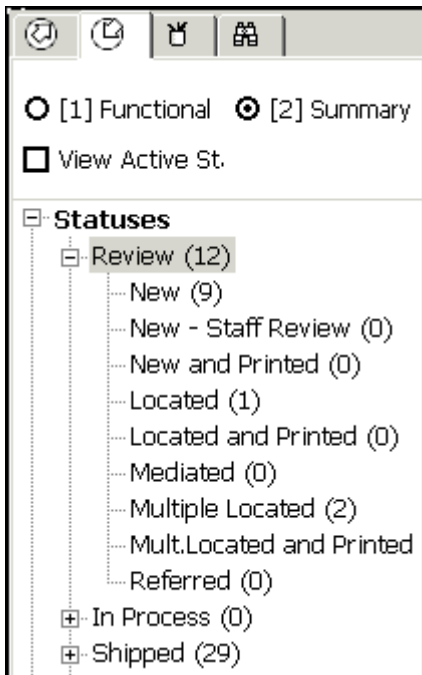 [1] Functional [2] Summary
View Active St.
Statuses
Review (12)
New (9)
New - Staff Review (0)
New and Printed (0)
Located (1)
Located and Printed (0)
Mediated (0)
Multiple Located (2)
Mult.Located and Printed
Referred (0)
In Process (0)
Shipped (29)